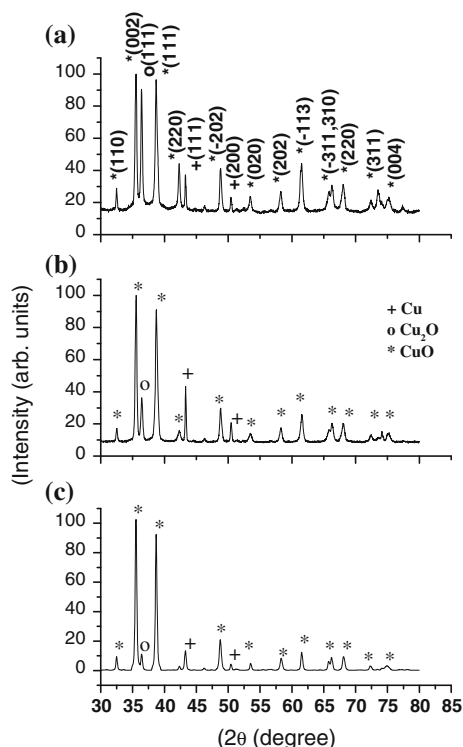 (a)
*(110)
*(002)
o(111)
*(111)
*(220)
+(111)
*(-202)
+(200)
*(020)
*(202)
*(-113)
*(-311,310)
*(220)
*(311)
*(004)
100
80
60
40
20
(b)
100
80
60
40
20
0
* * o * * + * + * * * * * * *
+ Cu
o Cu₂O
* CuO
(c)
100
80
60
40
20
0
* * o * + * + * * * * * * *
30 35 40 45 50 55 60 65 70 75 80 85
(Intensity (arb. units)
(2θ (degree)